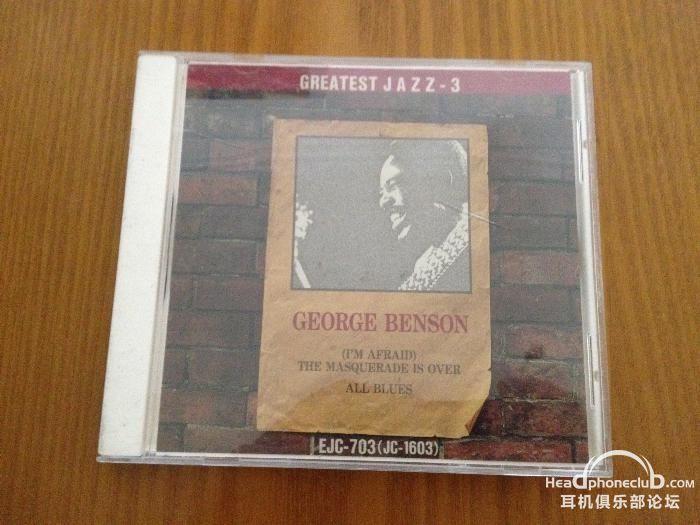 GREATEST JAZZ-3
GEORGE BENSON
(I'M AFRAID)
THE MASQUERADE IS OVER
ALL BLUES
EJC-703(JC-1603)
Headphoneclub.com
耳机俱乐部论坛